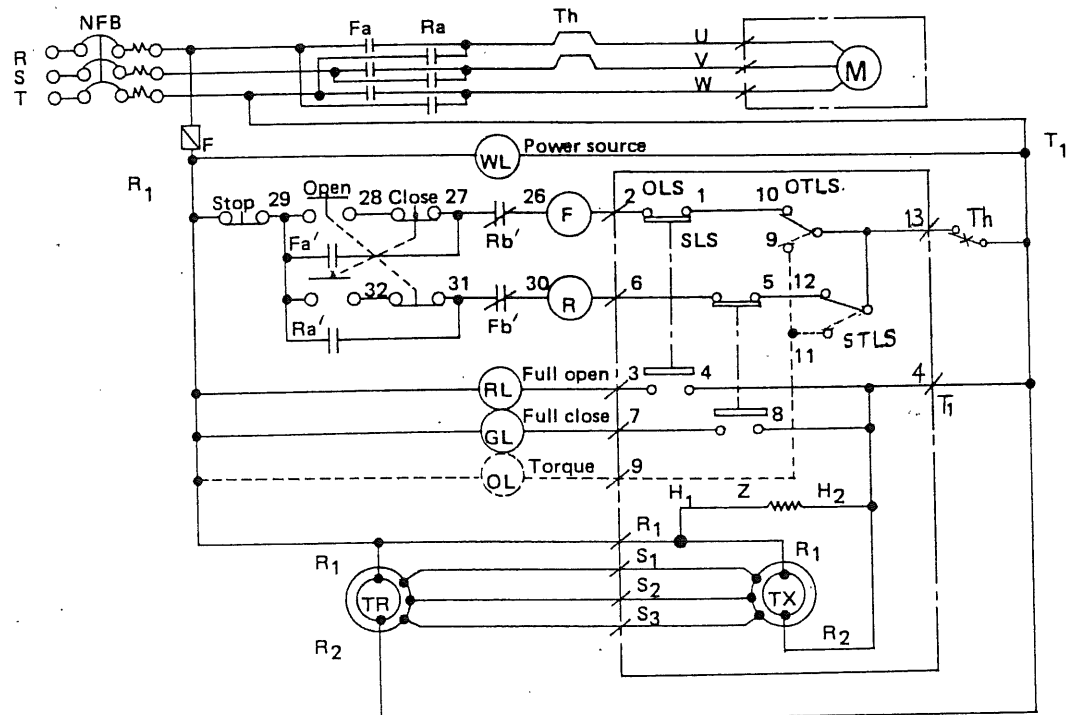 NFB
Fa
Ra
Th
R
S
T
U
V
W
M
F
WL
Power source
T1
R1
Stop
29
Open
28
Close
27
26
F
2
OLS
1
10
OTLS.
13
Th
Fa′
Rb′
SLS
9
32
31
30
R
6
5
12
Ra′
Fb′
11
STLS
RL
Full open
3
4
4
T1
GL
Full close
7
8
OL
Torque
9
H1
Z
H2
R1
R1
S1
R1
TR
S2
TX
S3
R2
R2